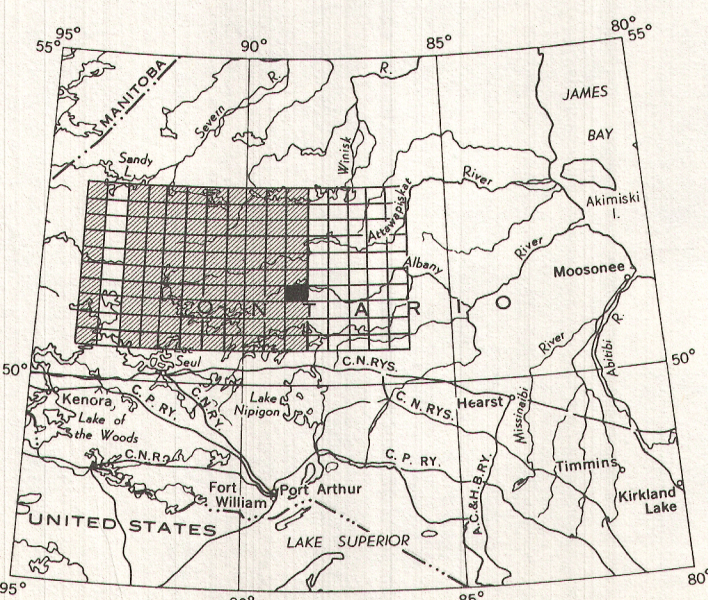 95°
55°
90°
85°
80°
55°
MANITOBA
Severn
R.
R.
Winisk
JAMES
BAY
Sandy
L.
Attawapiskat
River
Akimiski
I.
River
Albany
Moosonee
ONTARIO
River
Abitibi
R.
Seul
C.N.RYS.
50°
50°
Kenora
C.P.RY.
C.N.RY.
Lake
Nipigon
C.N.RYS.
Hearst
Missinaibi
Lake of
the Woods
C.N.R.
C.P.RY.
Timmins
Fort
William
Port Arthur
A.C.&H.B.RY.
Kirkland
Lake
UNITED STATES
LAKE SUPERIOR
95°
85°
80°